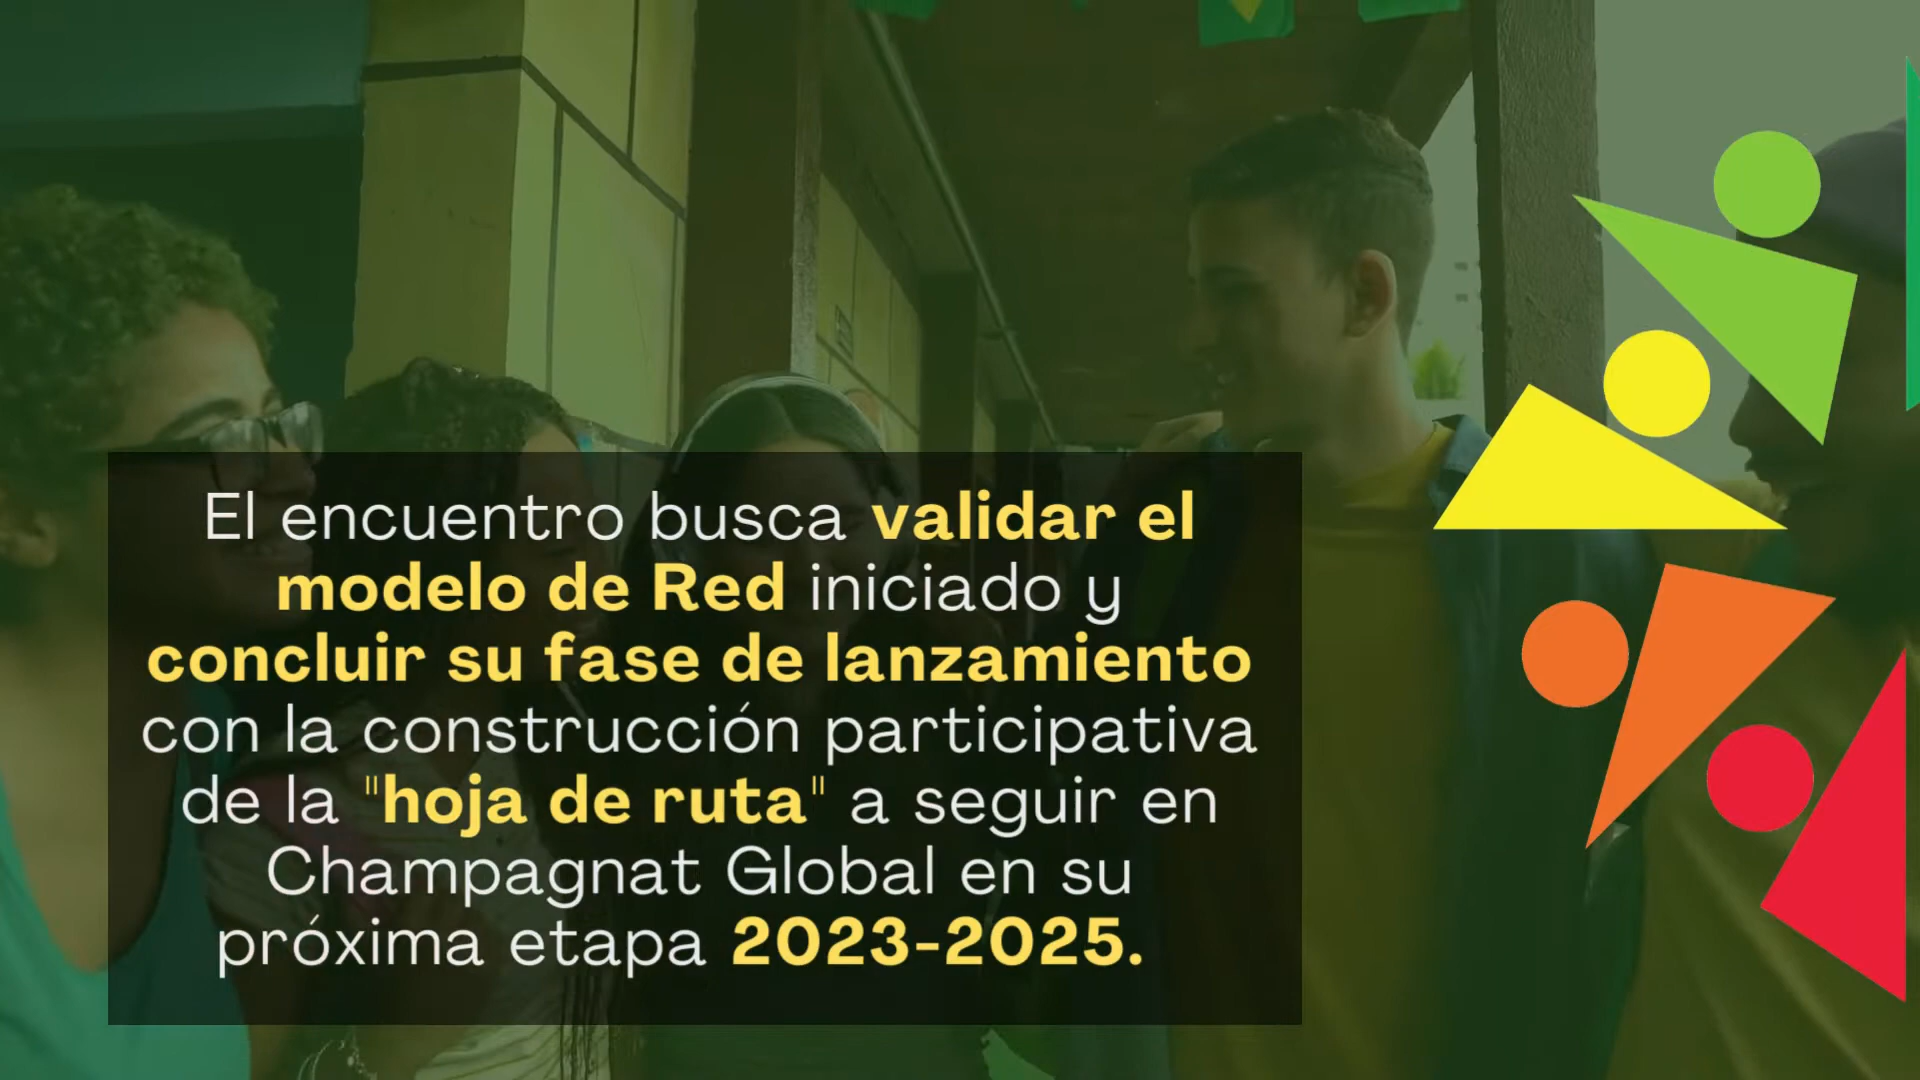 El encuentro busca validar el
modelo de Red iniciado y
concluir su fase de lanzamiento
con la construcción participativa
de la "hoja de ruta" a seguir en
Champagnat Global en su
próxima etapa 2023-2025.